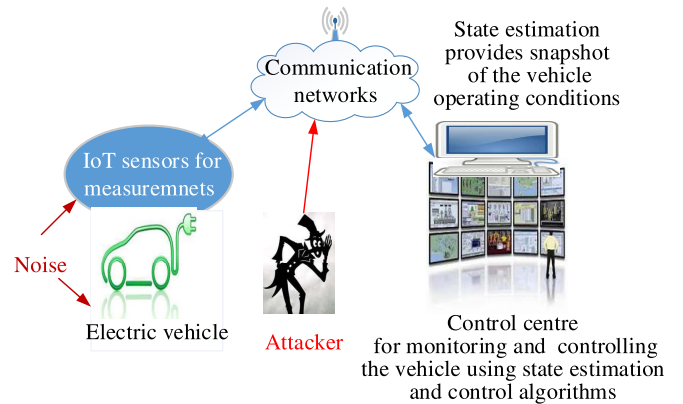 State estimation
provides snapshot
of the vehicle
operating conditions
Communication
networks
IoT sensors for
measuremnets
Noise
Electric vehicle
Attacker
Control centre
for monitoring and controlling
the vehicle using state estimation
and control algorithms